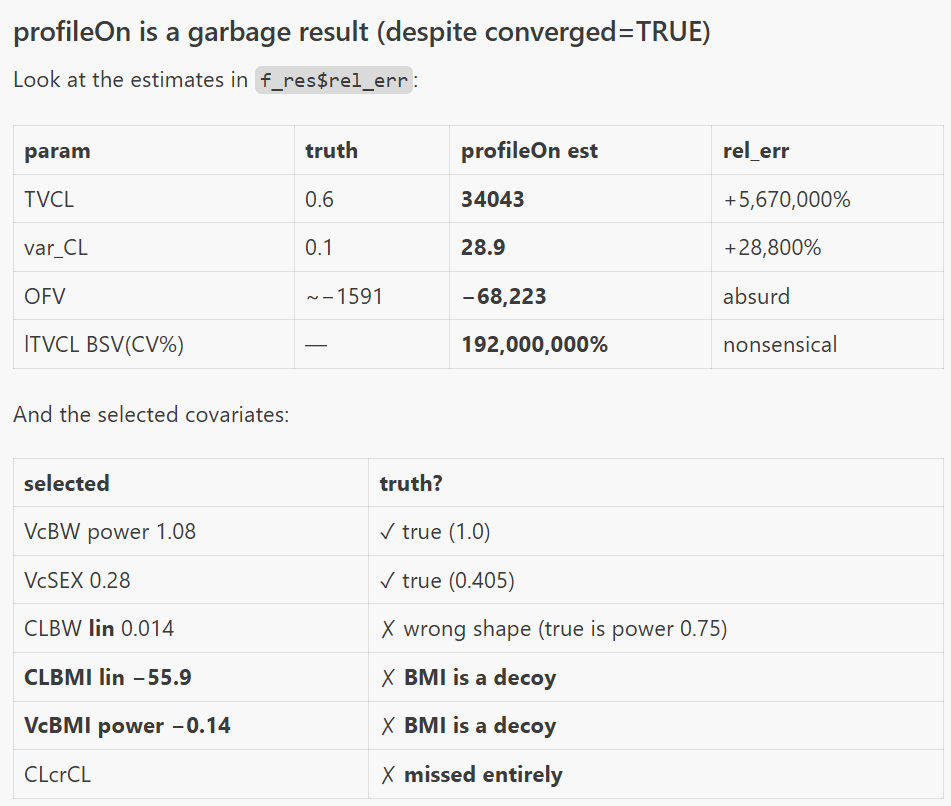 profileOn is a garbage result (despite converged=TRUE)
Look at the estimates in f_res$rel_err:
param truth profileOn est rel_err
TVCL 0.6 34043 +5,670,000%
var_CL 0.1 28.9 +28,800%
OFV ~−1591 −68,223 absurd
lTVCL BSV(CV%) — 192,000,000% nonsensical
And the selected covariates:
selected truth?
VcBW power 1.08 ✓ true (1.0)
VcSEX 0.28 ✓ true (0.405)
CLBW lin 0.014 ✗ wrong shape (true is power 0.75)
CLBMI lin −55.9 ✗ BMI is a decoy
VcBMI power −0.14 ✗ BMI is a decoy
CLcrCL ✗ missed entirely